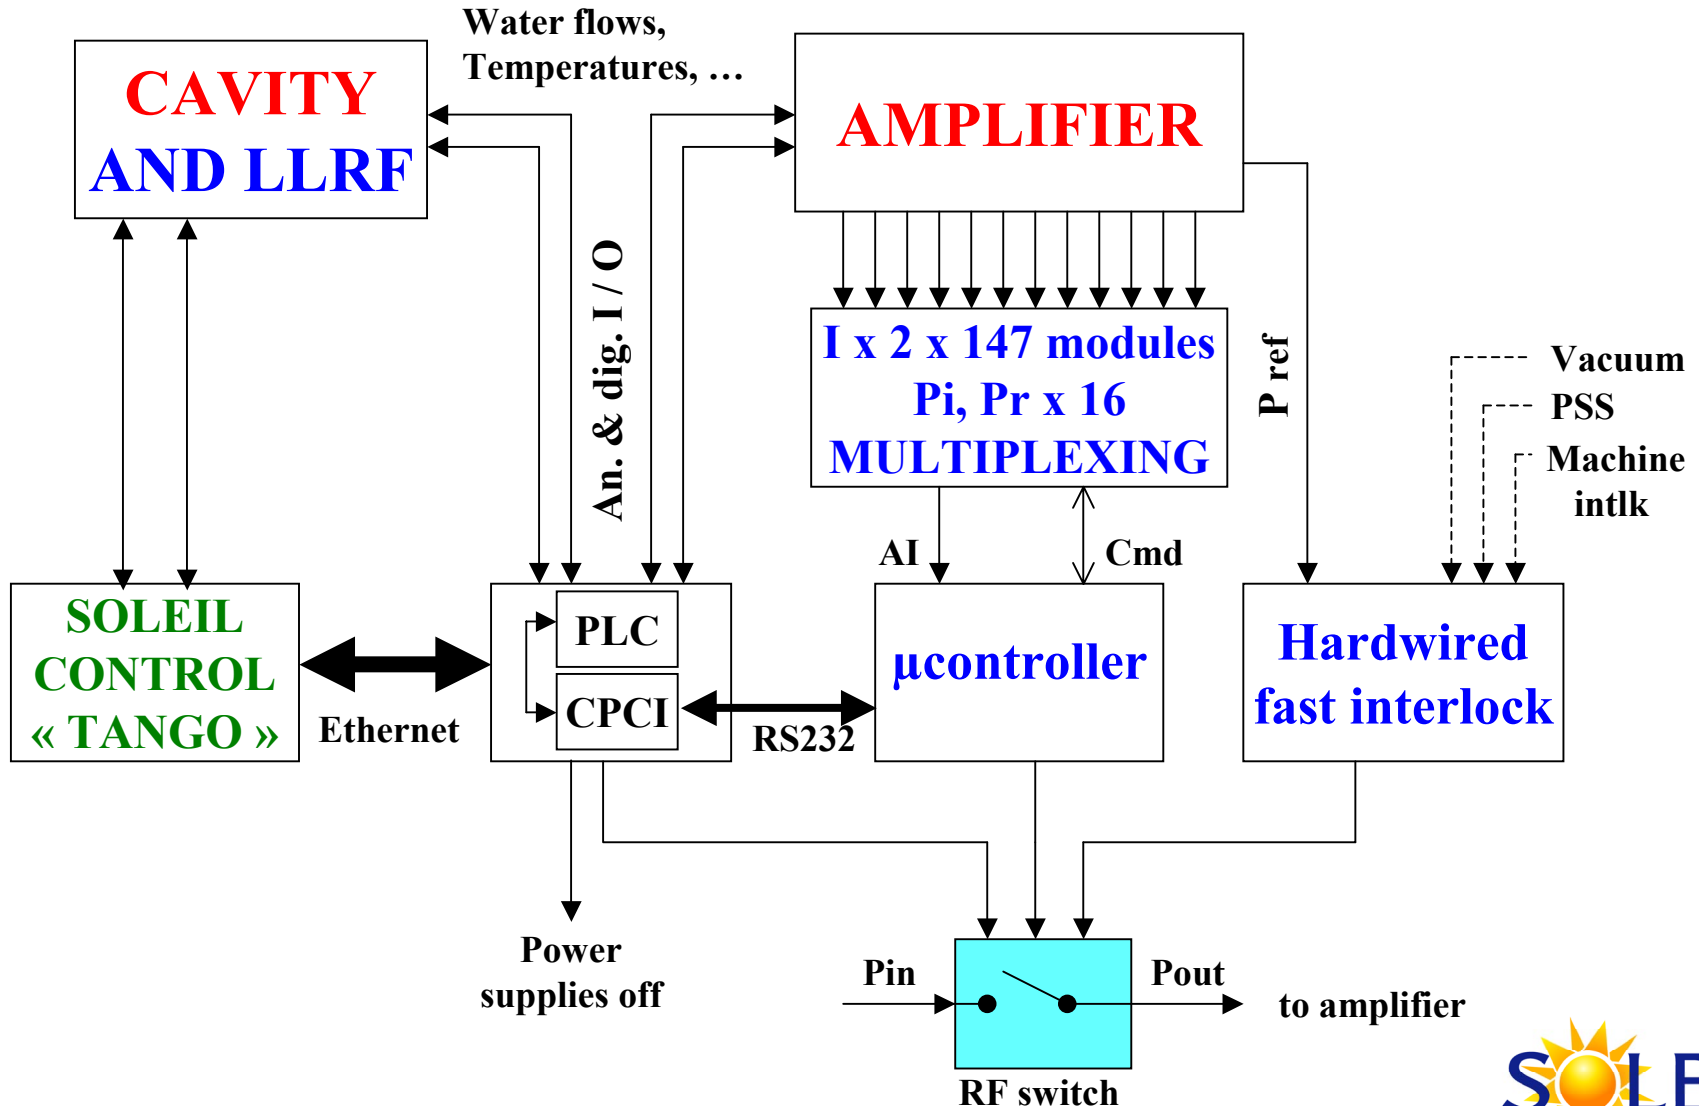 Water flows,
Temperatures, …
CAVITY
AND LLRF
AMPLIFIER
An. & dig. I / O
I x 2 x 147 modules
Pi, Pr x 16
MULTIPLEXING
P ref
Vacuum
PSS
Machine
intlk
AI
Cmd
SOLEIL
CONTROL
« TANGO »
Ethernet
PLC
CPCI
RS232
µcontroller
Hardwired
fast interlock
Power
supplies off
Pin
Pout
to amplifier
RF switch